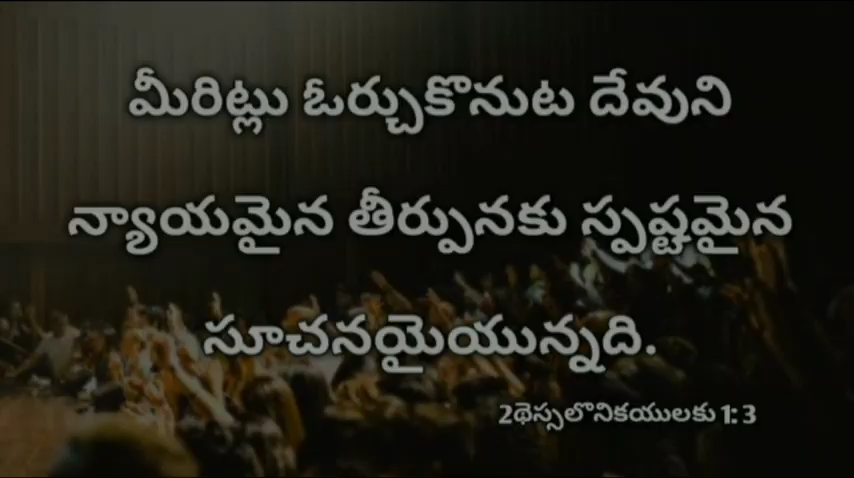 మీరిట్లు ఓర్చుకొనుట దేవుని
న్యాయమైన తీర్పునకు స్పష్టమైన
సూచనయైయున్నది.
2థెస్సలొనికయులకు 1: 3